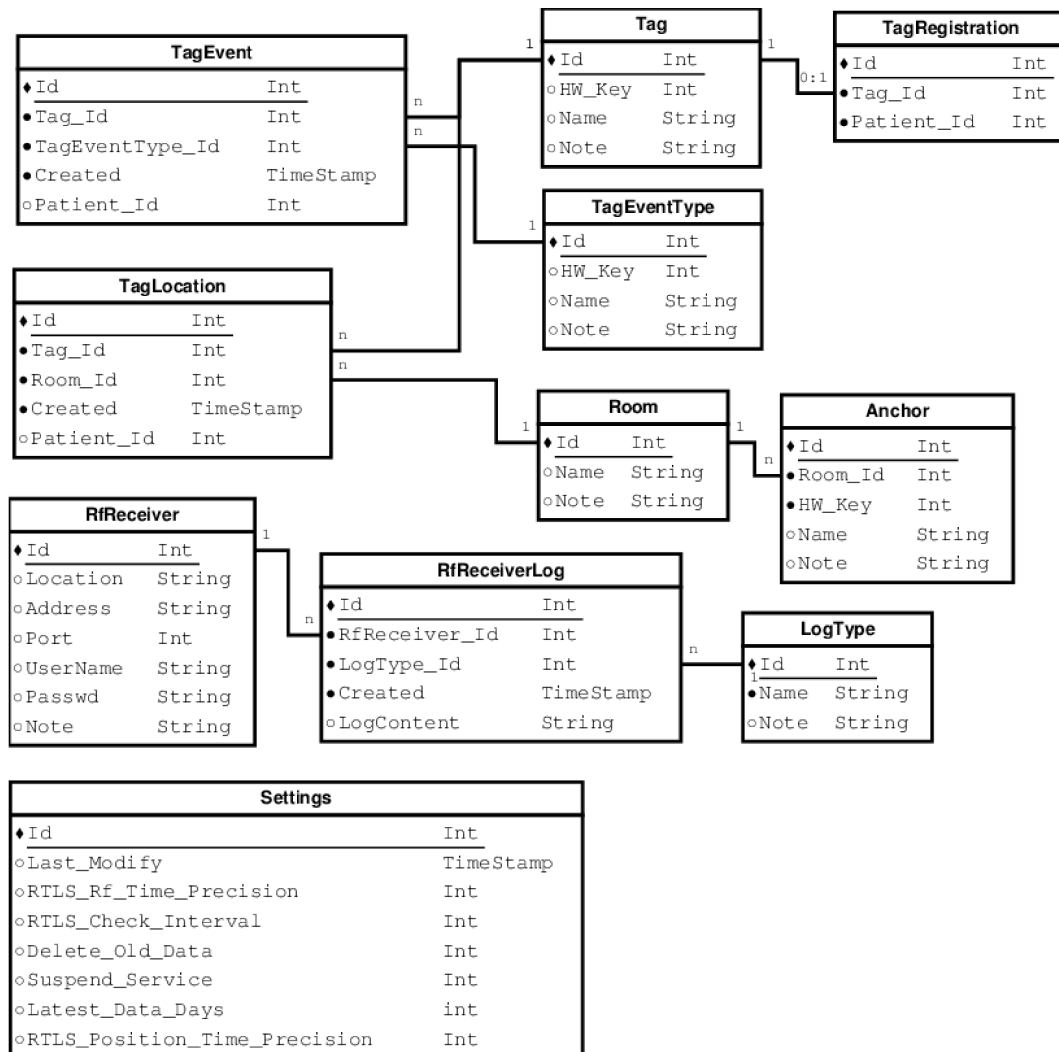 TagEvent
Id Int
Tag_Id Int
TagEventType_Id Int
Created TimeStamp
Patient_Id Int
n
n
1
Tag
Id Int
HW_Key Int
Name String
Note String
1
0:1
TagRegistration
Id Int
Tag_Id Int
Patient_Id Int
1
TagEventType
Id Int
HW_Key Int
Name String
Note String
TagLocation
Id Int
Tag_Id Int
Room_Id Int
Created TimeStamp
Patient_Id Int
n
n
1
Room
Id Int
Name String
Note String
1
n
Anchor
Id Int
Room_Id Int
HW_Key Int
Name String
Note String
RfReceiver
Id Int
Location String
Address String
Port Int
UserName String
Passwd String
Note String
1
n
RfReceiverLog
Id Int
RfReceiver_Id Int
LogType_Id Int
Created TimeStamp
LogContent String
n
1
LogType
Id Int
Name String
Note String
Settings
Id Int
Last_Modify TimeStamp
RTLS_Rf_Time_Precision Int
RTLS_Check_Interval Int
Delete_Old_Data Int
Suspend_Service Int
Latest_Data_Days int
RTLS_Position_Time_Precision Int